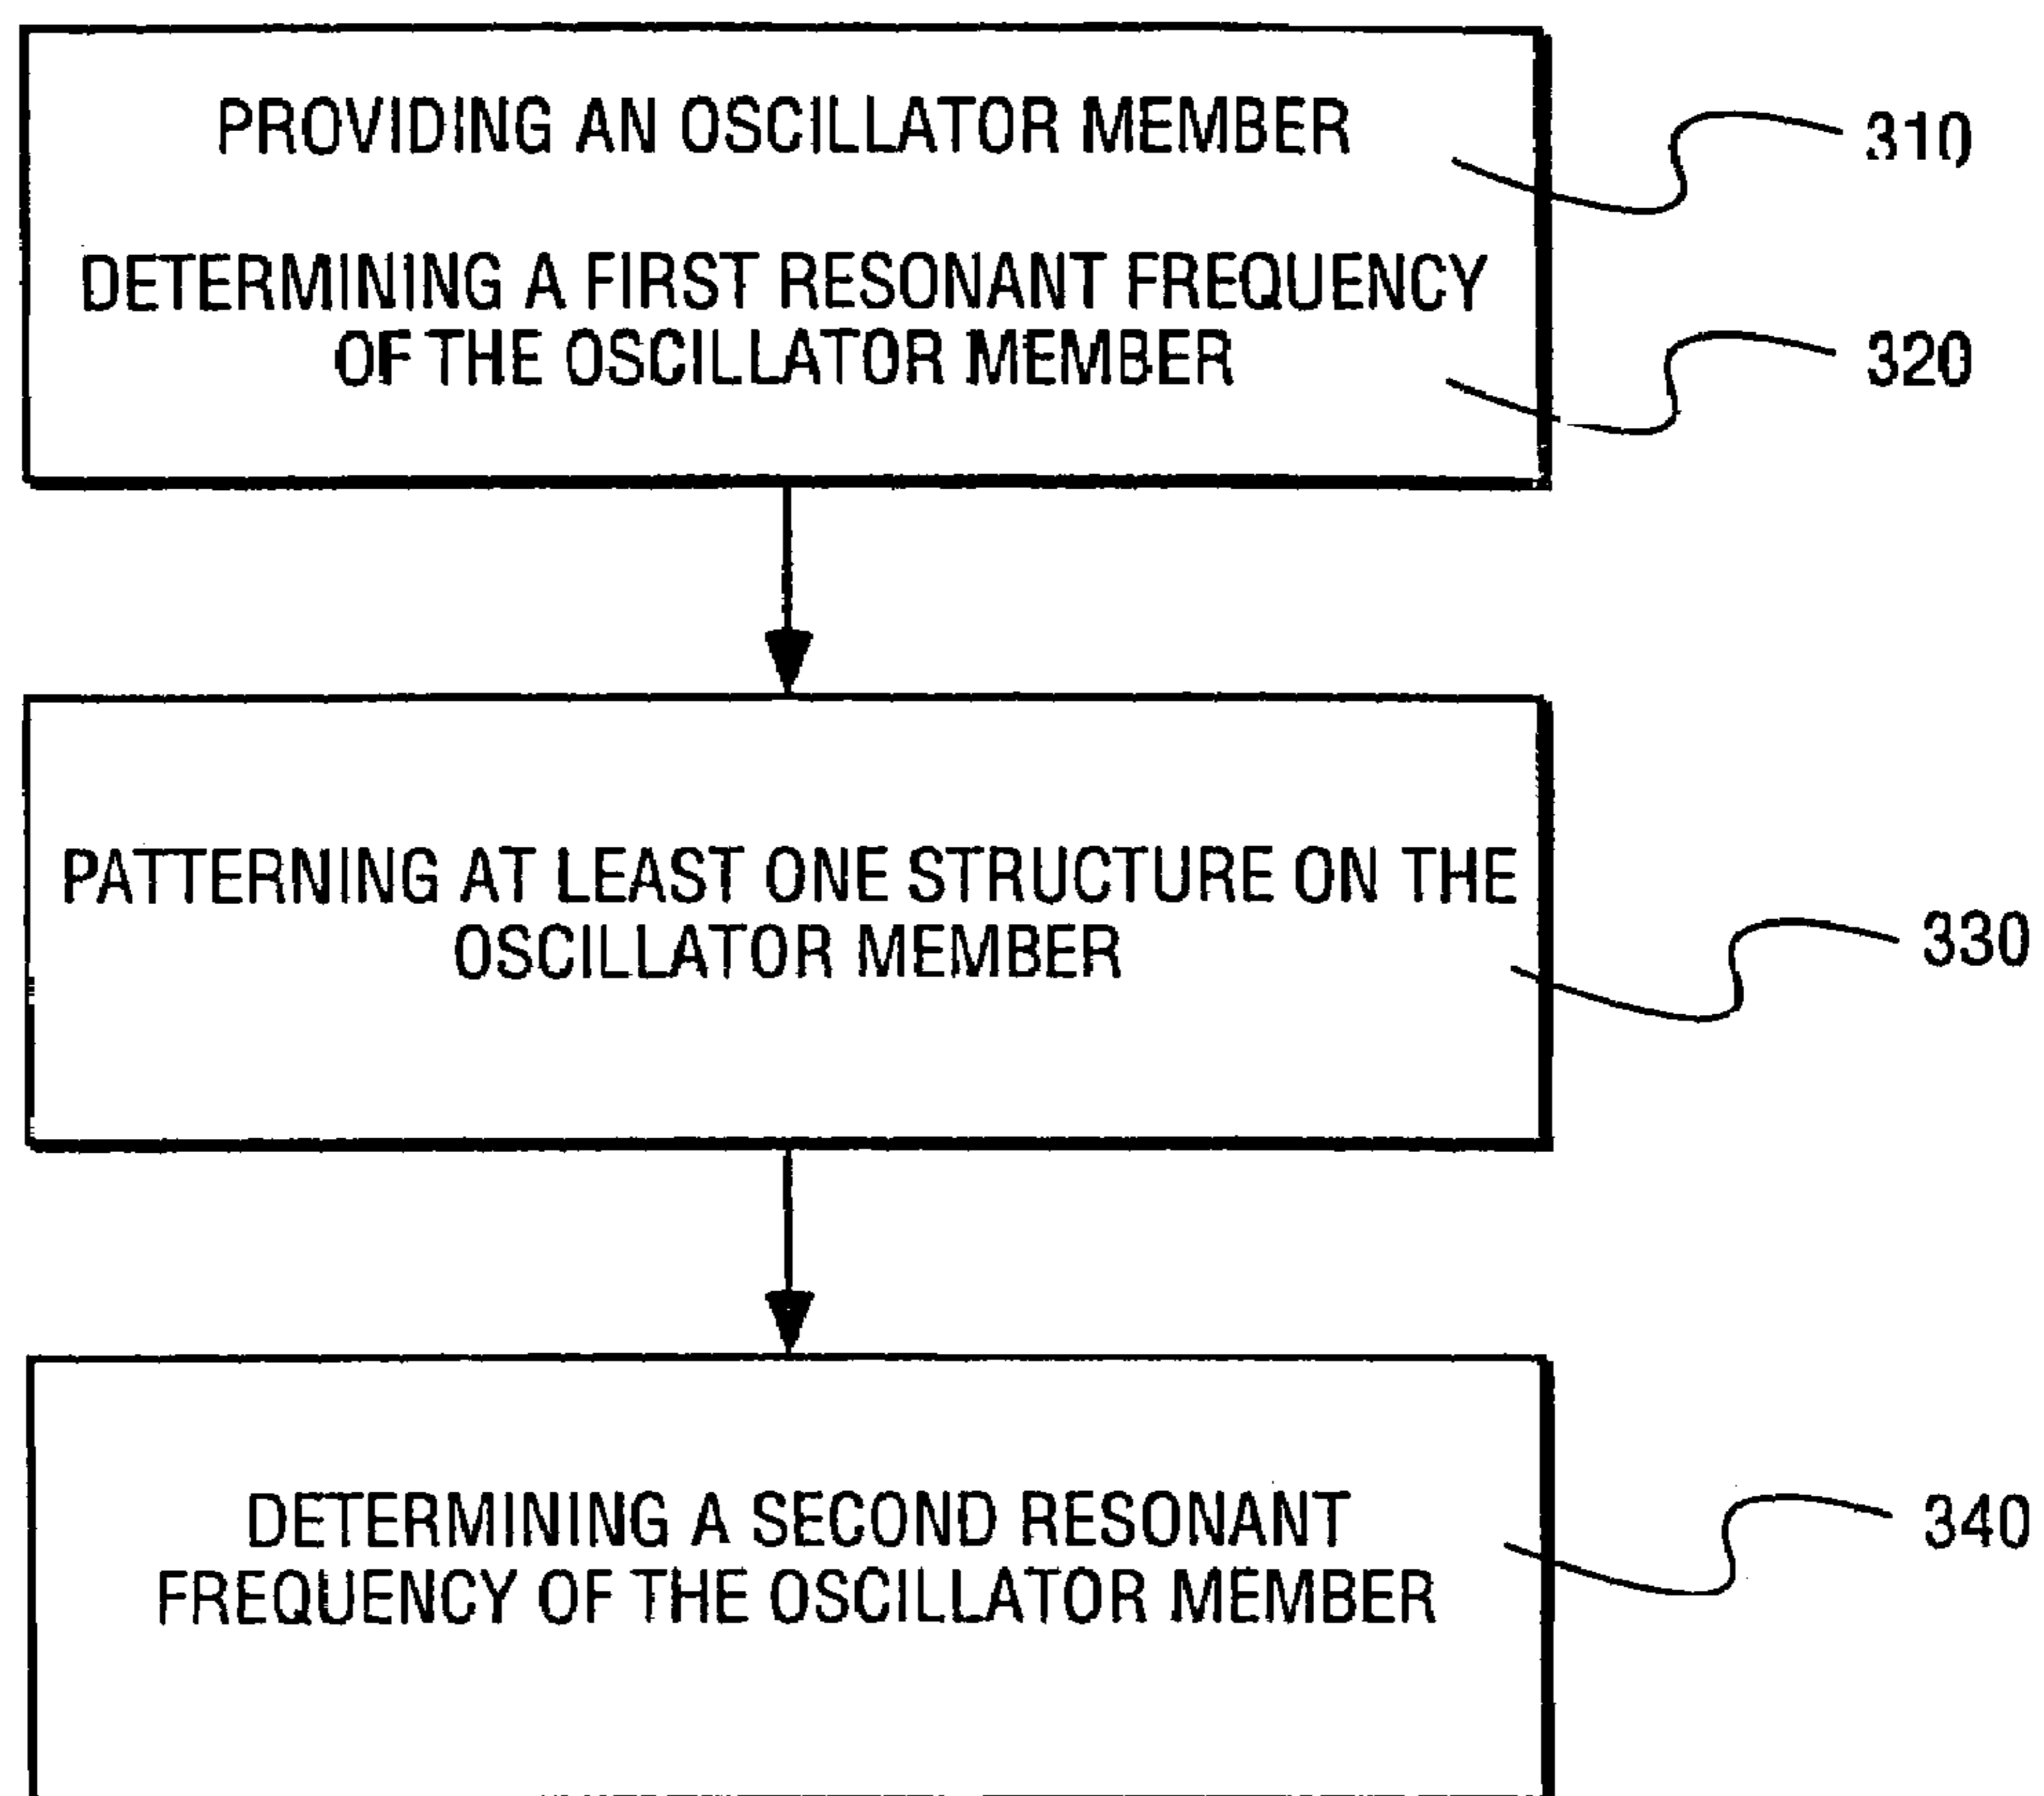 PROVIDING AN OSCILLATOR MEMBER
310
DETERMINING A FIRST RESONANT FREQUENCY
OF THE OSCILLATOR MEMBER
320
PATTERNING AT LEAST ONE STRUCTURE ON THE
OSCILLATOR MEMBER
330
DETERMINING A SECOND RESONANT
FREQUENCY OF THE OSCILLATOR MEMBER
340